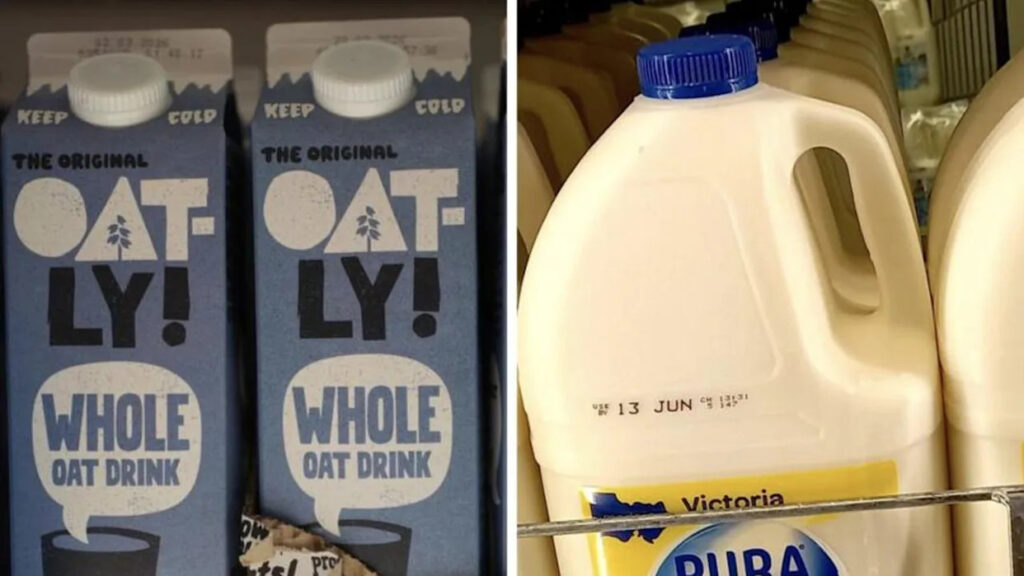 KEEP COLD
THE ORIGINAL
OAT-
LY!
WHOLE
OAT DRINK
KEEP COLD
THE ORIGINAL
OAT-
LY!
WHOLE
OAT DRINK
USE BY 13 JUN
Victoria
PURA